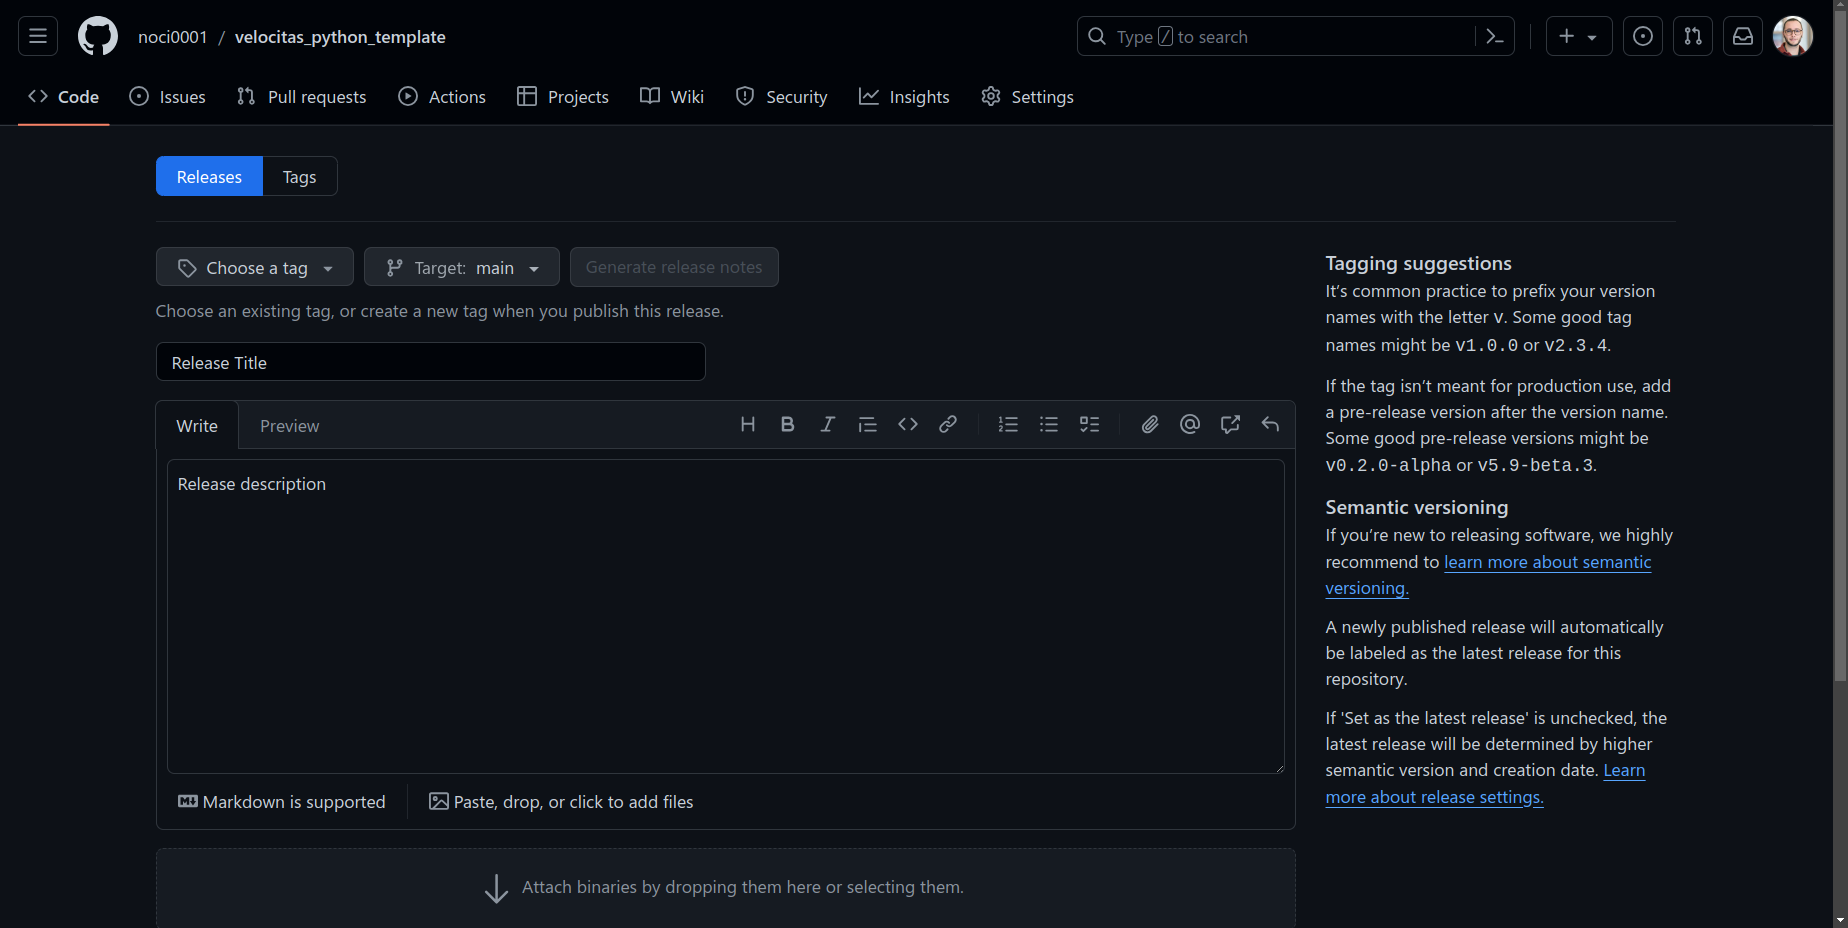 noci0001 / velocitas_python_template
Type / to search
Code
Issues
Pull requests
Actions
Projects
Wiki
Security
Insights
Settings
Releases
Tags
Choose a tag
Target: main
Generate release notes
Choose an existing tag, or create a new tag when you publish this release.
Release Title
Write
Preview
Release description
Markdown is supported
Paste, drop, or click to add files
Attach binaries by dropping them here or selecting them.
Tagging suggestions
It’s common practice to prefix your version
names with the letter v. Some good tag
names might be v1.0.0 or v2.3.4.
If the tag isn’t meant for production use, add
a pre-release version after the version name.
Some good pre-release versions might be
v0.2.0-alpha or v5.9-beta.3.
Semantic versioning
If you’re new to releasing software, we highly
recommend to learn more about semantic
versioning.
A newly published release will automatically
be labeled as the latest release for this
repository.
If 'Set as the latest release' is unchecked, the
latest release will be determined by higher
semantic version and creation date. Learn
more about release settings.